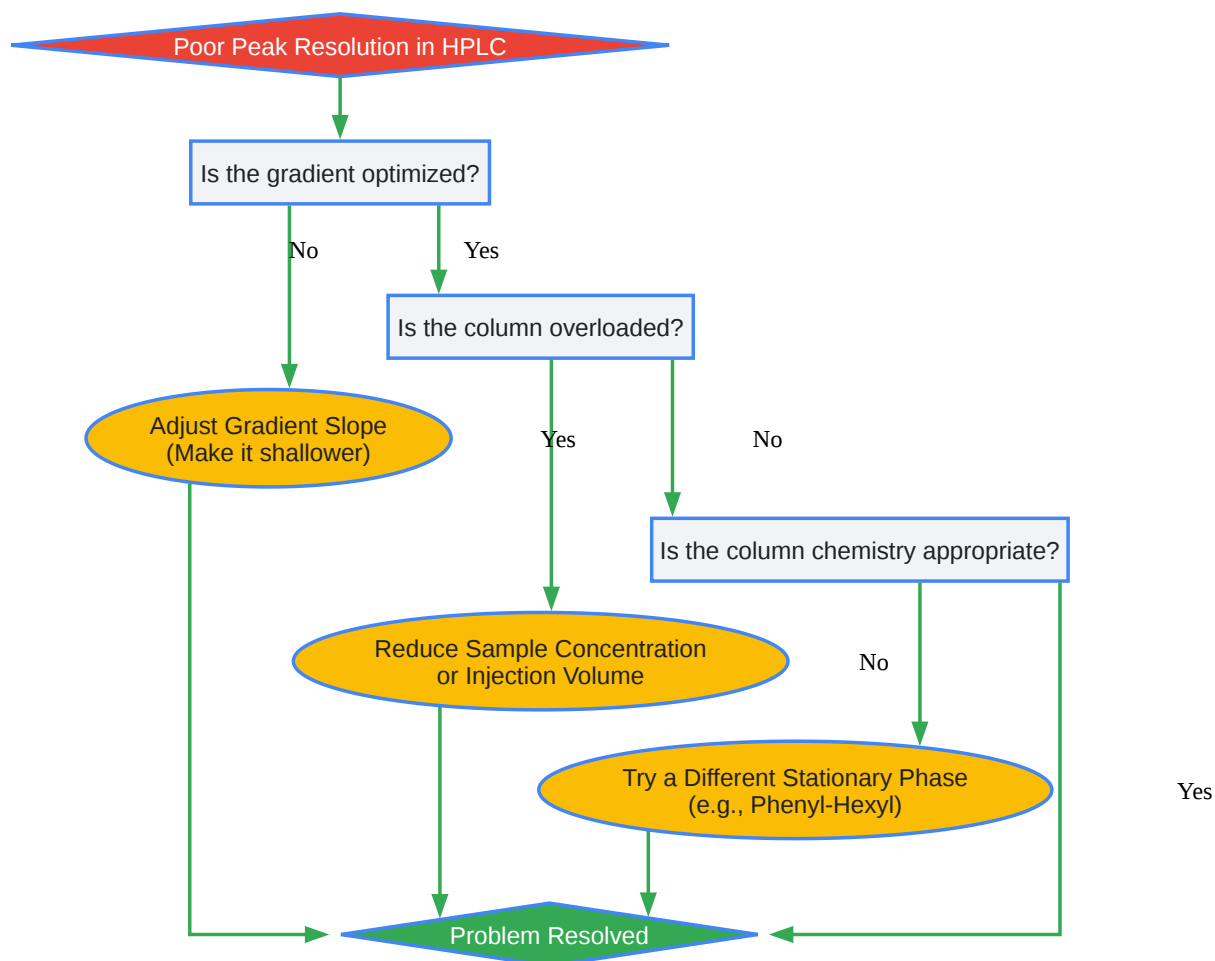 Poor Peak Resolution in HPLC
Is the gradient optimized?
No
Yes
Is the column overloaded?
Adjust Gradient Slope
(Make it shallower)
Yes
No
Is the column chemistry appropriate?
Reduce Sample Concentration
or Injection Volume
No
Try a Different Stationary Phase
(e.g., Phenyl-Hexyl)
Yes
Problem Resolved